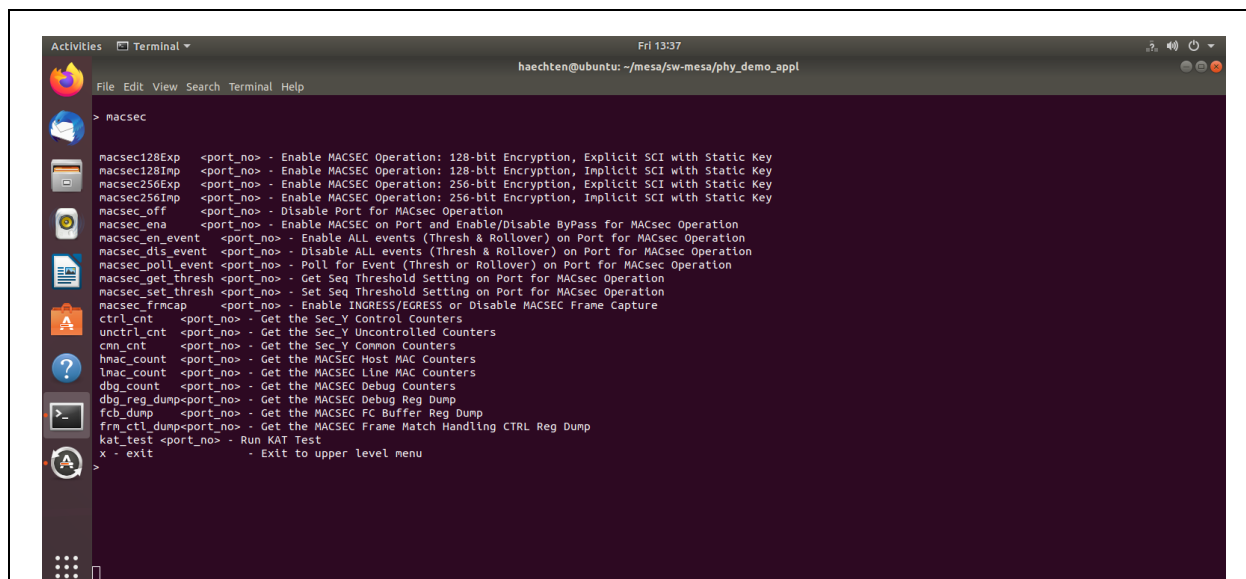 Activities Terminal Fri 13:37
haechten@ubuntu: ~/mesa/sw-mesa/phy_demo_appl
File Edit View Search Terminal Help
> macsec
macsec128Exp <port_no> - Enable MACSEC Operation: 128-bit Encryption, Explicit SCI with Static Key
macsec128Imp <port_no> - Enable MACSEC Operation: 128-bit Encryption, Implicit SCI with Static Key
macsec256Exp <port_no> - Enable MACSEC Operation: 256-bit Encryption, Explicit SCI with Static Key
macsec256Imp <port_no> - Enable MACSEC Operation: 256-bit Encryption, Implicit SCI with Static Key
macsec_off <port_no> - Disable Port for MACsec Operation
macsec_ena <port_no> - Enable MACSEC on Port and Enable/Disable ByPass for MACsec Operation
macsec_en_event <port_no> - Enable ALL events (Thresh & Rollover) on Port for MACsec Operation
macsec_dis_event <port_no> - Disable ALL events (Thresh & Rollover) on Port for MACsec Operation
macsec_poll_event <port_no> - Poll for Event (Thresh or Rollover) on Port for MACsec Operation
macsec_get_thresh <port_no> - Get Seq Threshold Setting on Port for MACsec Operation
macsec_set_thresh <port_no> - Set Seq Threshold Setting on Port for MACsec Operation
macsec_frmcap <port_no> - Enable INGRESS/EGRESS or Disable MACSEC Frame Capture
ctrl_cnt <port_no> - Get the Sec_Y Control Counters
unctrl_cnt <port_no> - Get the Sec_Y Uncontrolled Counters
cmn_cnt <port_no> - Get the Sec_Y Common Counters
hmac_count <port_no> - Get the MACSEC Host MAC Counters
lmac_count <port_no> - Get the MACSEC Line MAC Counters
dbg_count <port_no> - Get the MACSEC Debug Counters
dbg_reg_dump<port_no> - Get the MACSEC Debug Reg Dump
fcb_dump <port_no> - Get the MACSEC FC Buffer Reg Dump
frm_ctl_dump<port_no> - Get the MACSEC Frame Match Handling CTRL Reg Dump
kat_test <port_no> - Run KAT Test
x - exit - Exit to upper level menu
>